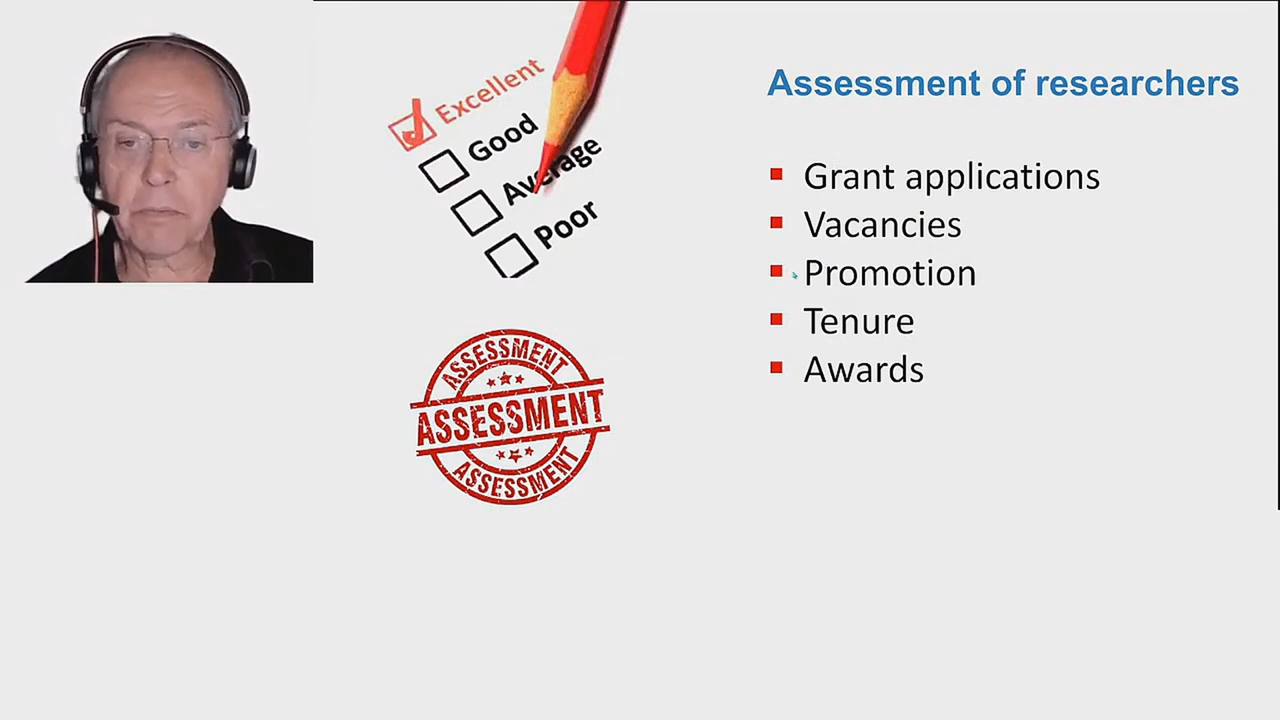 Excellent
Good
Average
Poor
ASSESSMENT
ASSESSMENT
ASSESSMENT
Assessment of researchers
Grant applications
Vacancies
Promotion
Tenure
Awards